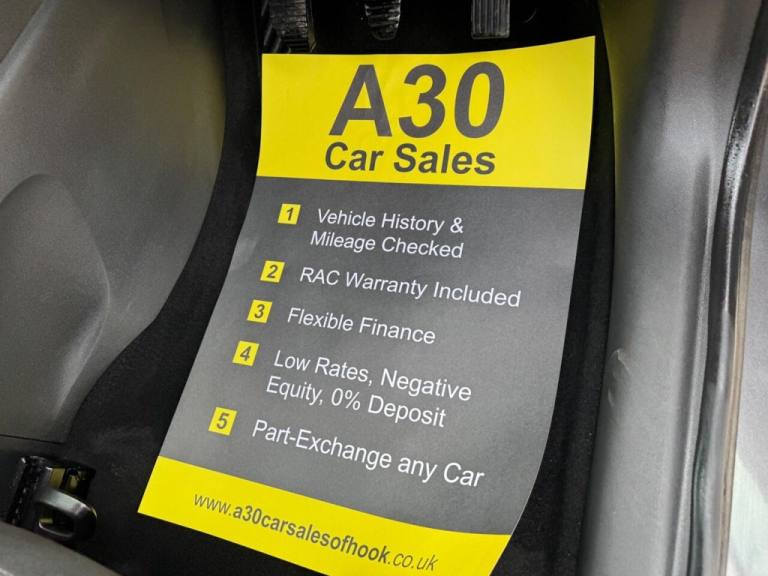 A30
Car Sales
1 Vehicle History &
Mileage Checked
2 RAC Warranty Included
3 Flexible Finance
4 Low Rates, Negative
Equity, 0% Deposit
5 Part-Exchange any Car
www.a30carsalesofhook.co.uk